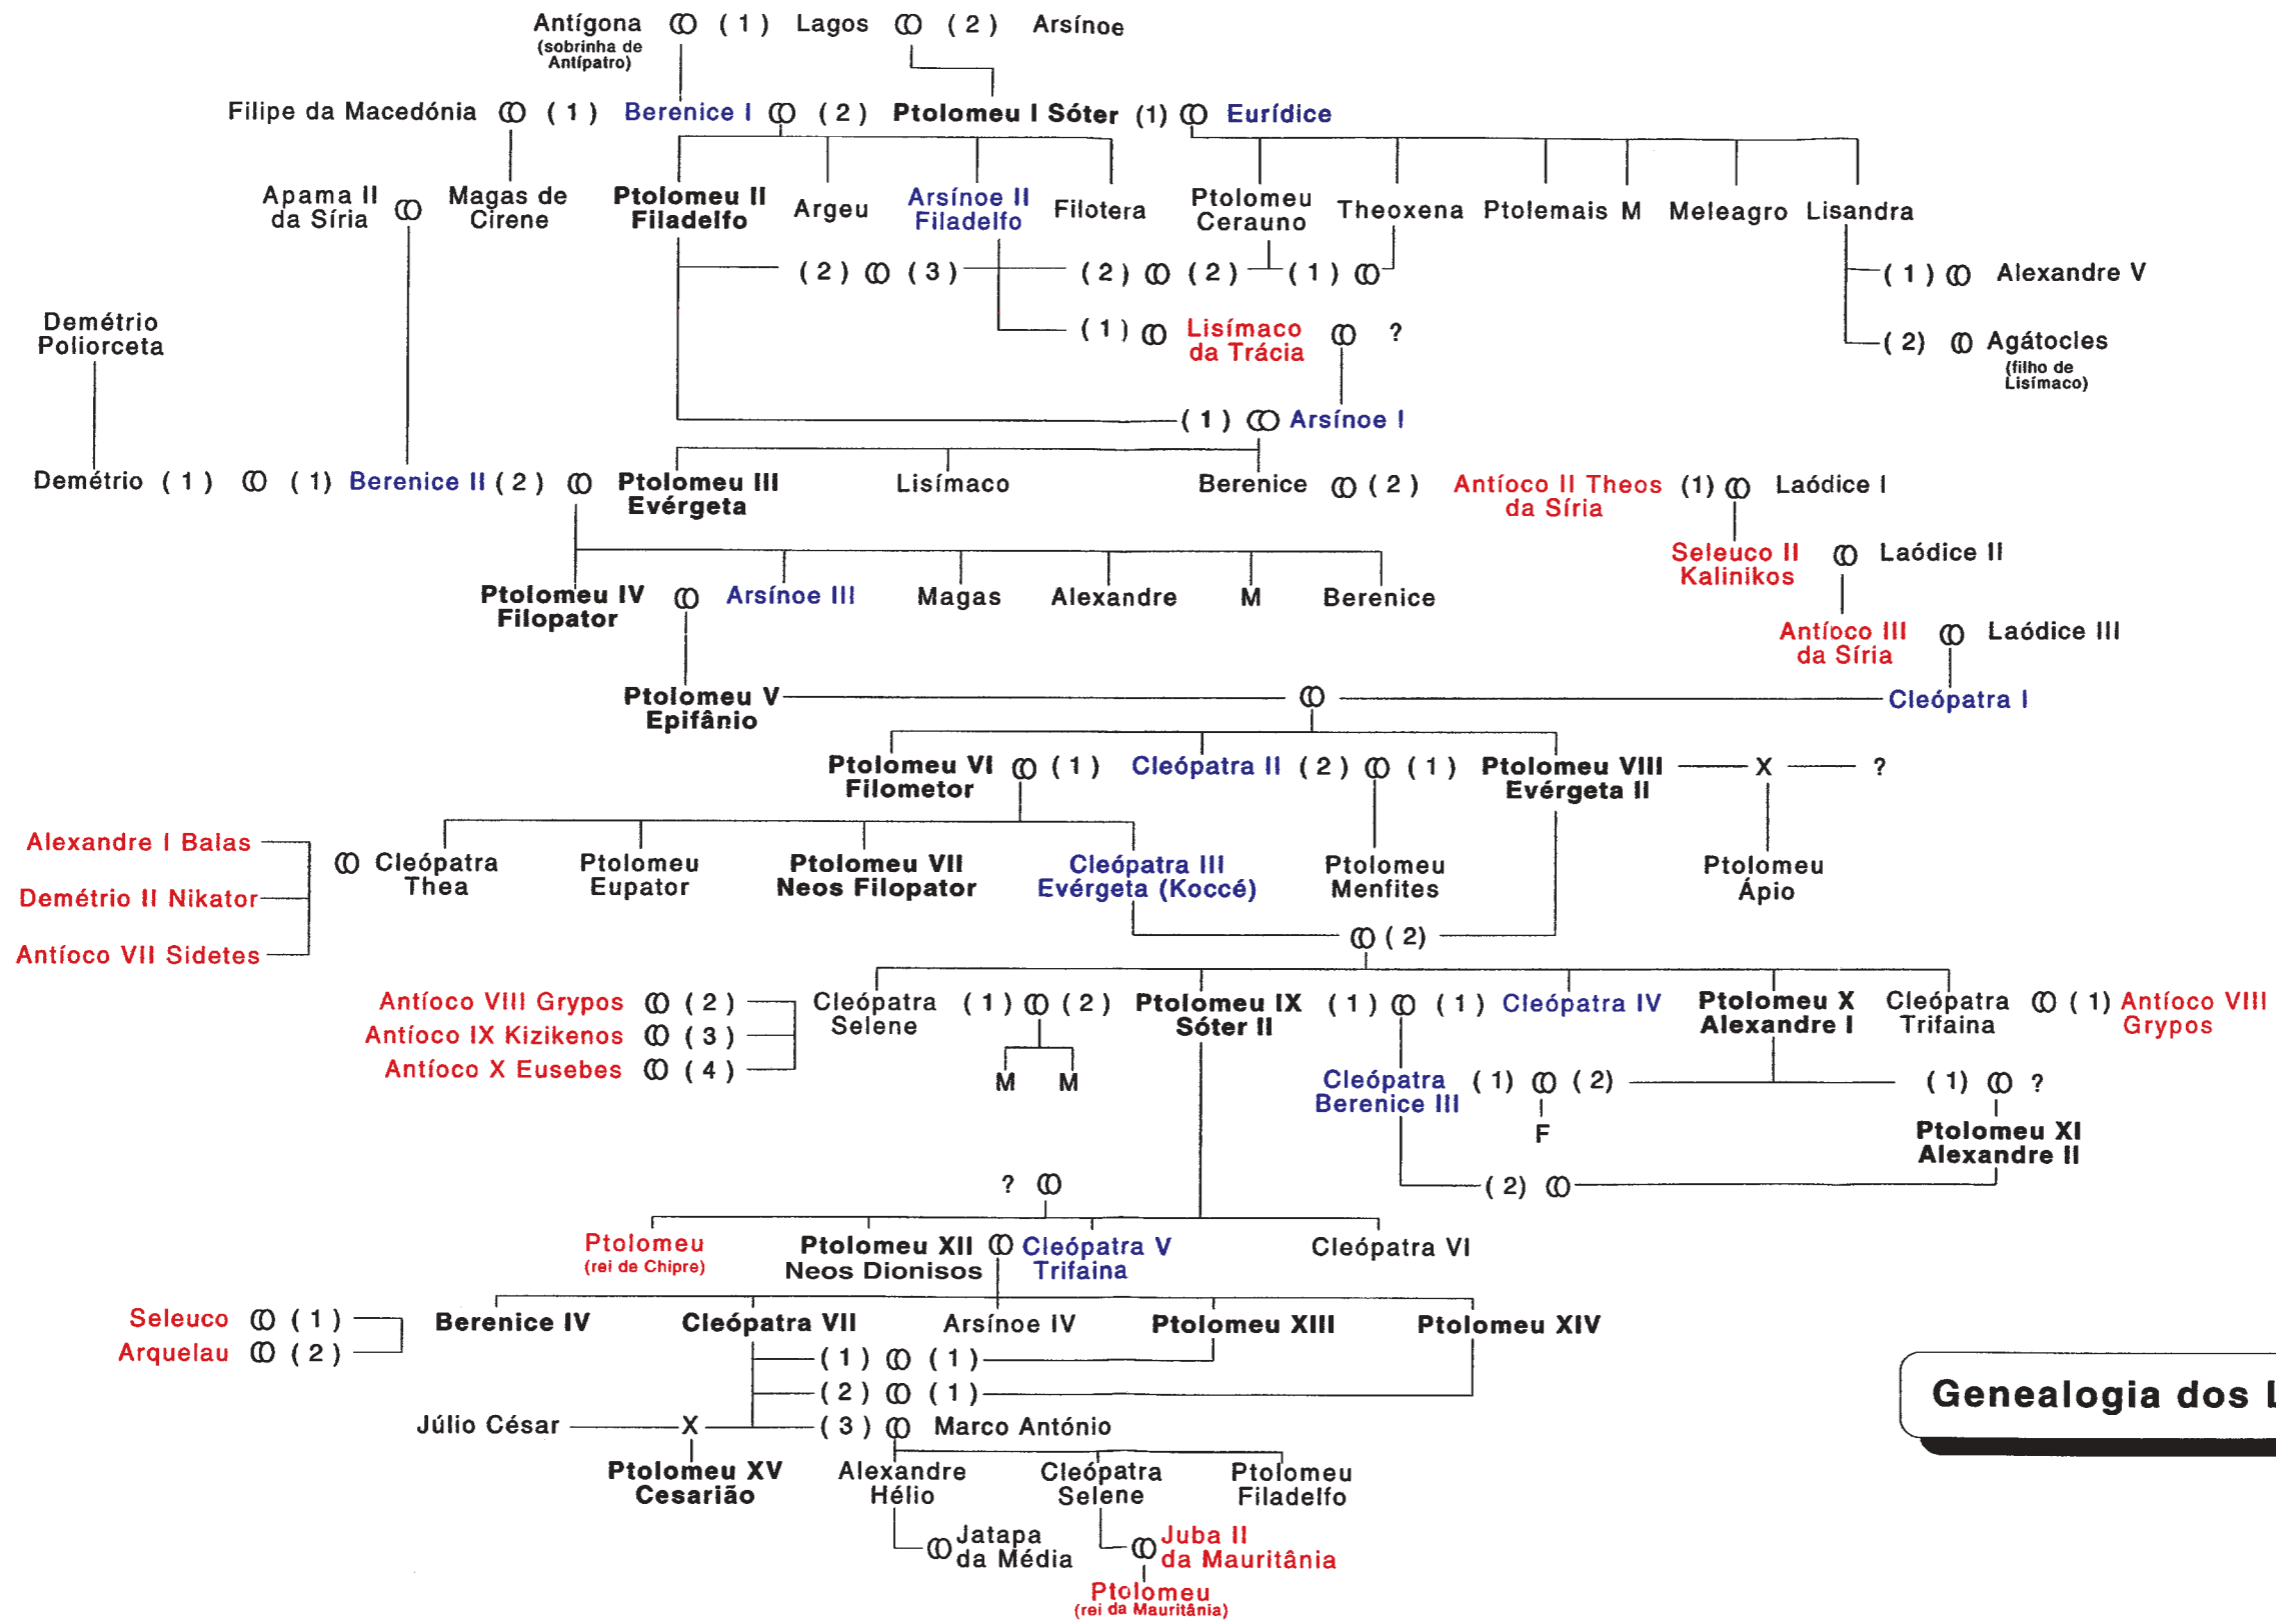 Antígona ( 1 ) Lagos ( 2 ) Arsínoe
(sobrinha de
Antípatro)
Filipe da Macedónia ( 1 ) Berenice I ( 2 ) Ptolomeu I Sóter (1) Eurídice
Apama II
da Síria
Magas de
Cirene
Ptolomeu II
Filadelfo
Argeu
Arsínoe II
Filadelfo
Filotera
Ptolomeu
Cerauno
Theoxena Ptolemais M Meleagro Lisandra
( 2 ) ( 3 ) ( 2 ) ( 2 ) ( 1 )
( 1 ) Alexandre V
Demétrio
Poliorceta
( 1 ) Lisímaco
da Trácia
?
( 2 ) Agátocles
(filho de
Lisímaco)
( 1 ) Arsínoe I
Demétrio ( 1 ) ( 1 ) Berenice II ( 2 ) Ptolomeu III
Evérgeta
Lisímaco
Berenice ( 2 ) Antíoco II Theos
da Síria
(1) Laódice I
Seleuco II
Kalinikos
Laódice II
Ptolomeu IV
Filopator
Arsínoe III Magas Alexandre M Berenice
Antíoco III
da Síria
Laódice III
Ptolomeu V
Epifânio
Cleópatra I
Ptolomeu VI
Filometor
( 1 ) Cleópatra II ( 2 ) ( 1 ) Ptolomeu VIII
Evérgeta II
X ?
Alexandre I Balas
Demétrio II Nikator
Antíoco VII Sidetes
Cleópatra
Thea
Ptolomeu
Eupator
Ptolomeu VII
Neos Filopator
Cleópatra III
Evérgeta (Koccé)
Ptolomeu
Menfites
Ptolomeu
Ápio
( 2)
Antíoco VIII Grypos ( 2 )
Antíoco IX Kizikenos ( 3 )
Antíoco X Eusebes ( 4 )
Cleópatra
Selene
( 1 ) ( 2 ) Ptolomeu IX
Sóter II
( 1 ) ( 1 ) Cleópatra IV
Ptolomeu X
Alexandre I
Cleópatra
Trifaina
( 1) Antíoco VIII
Grypos
M M
Cleópatra
Berenice III
( 1 ) ( 2 ) ( 1 ) ?
F
Ptolomeu XI
Alexandre II
( 2 )
?
Ptolomeu
(rei de Chipre)
Ptolomeu XII
Neos Dionisos
Cleópatra V
Trifaina
Cleópatra VI
Seleuco ( 1 )
Arquelau ( 2 )
Berenice IV Cleópatra VII Arsínoe IV Ptolomeu XIII Ptolomeu XIV
( 1 ) ( 1 )
( 2 ) ( 1 )
Júlio César X ( 3 ) Marco António
Genealogia dos L
Ptolomeu XV
Cesarião
Alexandre
Hélio
Cleópatra
Selene
Ptolomeu
Filadelfo
Jatapa
da Média
Juba II
da Mauritânia
Ptolomeu
(rei da Mauritânia)